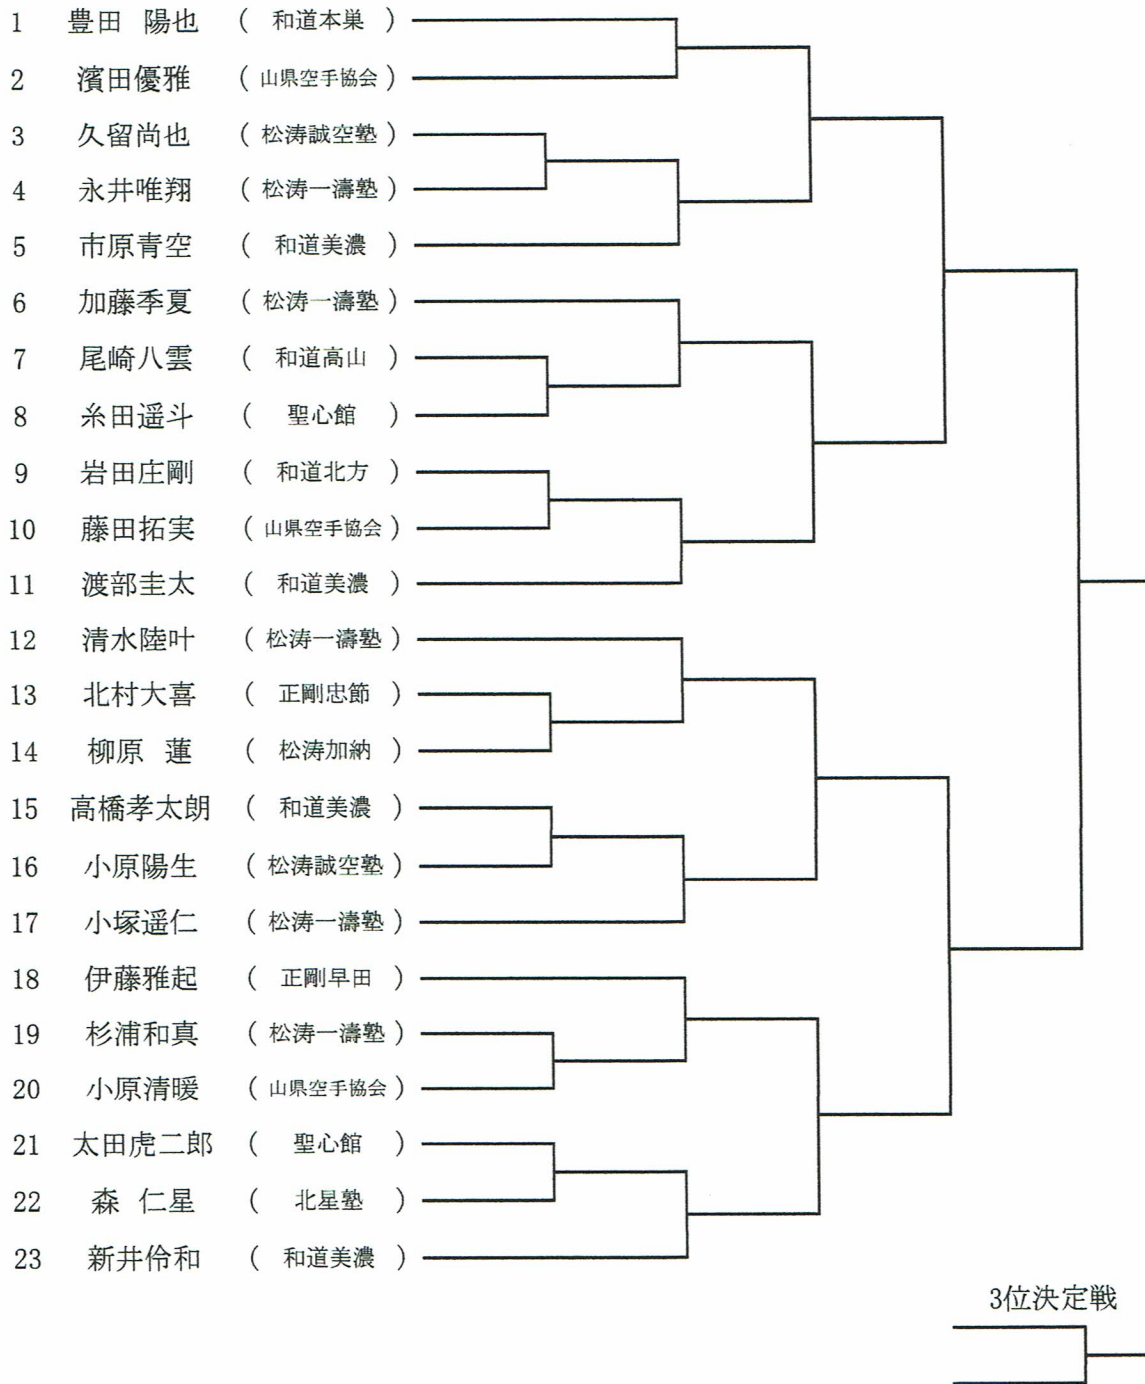 1 豊田 陽也 ( 和道本巣 )
2 濱田優雅 ( 山県空手協会 )
3 久留尚也 ( 松涛誠空塾 )
4 永井唯翔 ( 松涛一濤塾 )
5 市原青空 ( 和道美濃 )
6 加藤季夏 ( 松涛一濤塾 )
7 尾崎八雲 ( 和道高山 )
8 糸田遥斗 ( 聖心館 )
9 岩田庄剛 ( 和道北方 )
10 藤田拓実 ( 山県空手協会 )
11 渡部圭太 ( 和道美濃 )
12 清水陸叶 ( 松涛一濤塾 )
13 北村大喜 ( 正剛忠節 )
14 柳原 蓮 ( 松涛加納 )
15 高橋孝太朗 ( 和道美濃 )
16 小原陽生 ( 松涛誠空塾 )
17 小塚遥仁 ( 松涛一濤塾 )
18 伊藤雅起 ( 正剛早田 )
19 杉浦和真 ( 松涛一濤塾 )
20 小原清暖 ( 山県空手協会 )
21 太田虎二郎 ( 聖心館 )
22 森 仁星 ( 北星塾 )
23 新井伶和 ( 和道美濃 )
3位決定戦